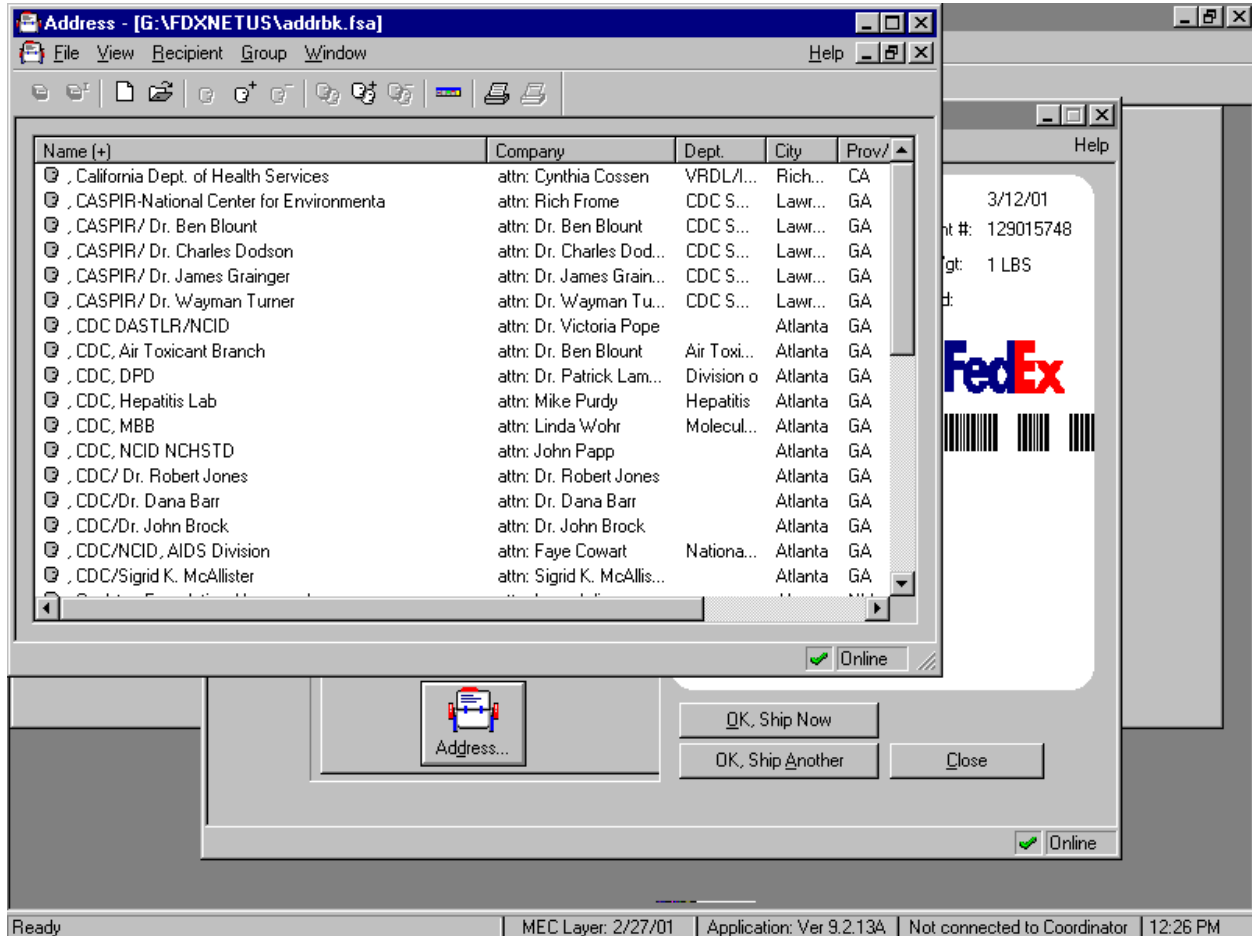 Address - [G:\FDXNETUS\addrbk.fsa]
File View Recipient Group Window Help
Help
Name (+) Company Dept. City Prov/
, California Dept. of Health Services attn: Cynthia Cossen VRDL/I... Rich... CA
, CASPIR-National Center for Environmenta attn: Rich Frome CDC S... Lawr... GA
, CASPIR/ Dr. Ben Blount attn: Dr. Ben Blount CDC S... Lawr... GA
, CASPIR/ Dr. Charles Dodson attn: Dr. Charles Dod... CDC S... Lawr... GA
, CASPIR/ Dr. James Grainger attn: Dr. James Grain... CDC S... Lawr... GA
, CASPIR/ Dr. Wayman Turner attn: Dr. Wayman Tu... CDC S... Lawr... GA
, CDC DASTLR/NCID attn: Dr. Victoria Pope Atlanta GA
, CDC, Air Toxicant Branch attn: Dr. Ben Blount Air Toxi... Atlanta GA
, CDC, DPD attn: Dr. Patrick Lam... Division o Atlanta GA
, CDC, Hepatitis Lab attn: Mike Purdy Hepatitis Atlanta GA
, CDC, MBB attn: Linda Wohr Molecul... Atlanta GA
, CDC, NCID NCHSTD attn: John Papp Atlanta GA
, CDC/ Dr. Robert Jones attn: Dr. Robert Jones Atlanta GA
, CDC/Dr. Dana Barr attn: Dr. Dana Barr Atlanta GA
, CDC/Dr. John Brock attn: Dr. John Brock Atlanta GA
, CDC/NCID, AIDS Division attn: Faye Cowart Nationa... Atlanta GA
, CDC/Sigrid K. McAllister attn: Sigrid K. McAllis... Atlanta GA
Online
3/12/01
nt #: 129015748
gt: 1 LBS
d:
FedEx
Address...
OK, Ship Now
OK, Ship Another
Close
Online
Ready MEC Layer: 2/27/01 Application: Ver 9.2.13A Not connected to Coordinator 12:26 PM